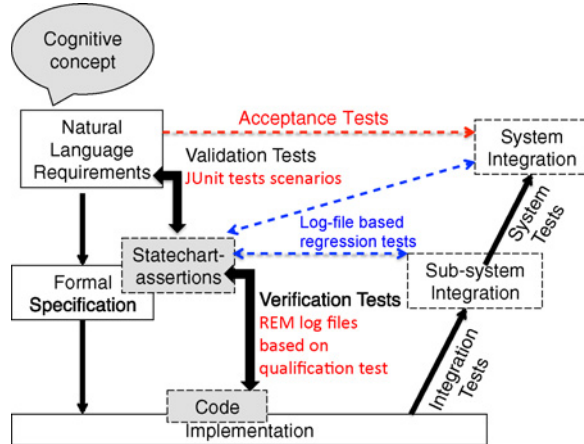 Cognitive
concept
Natural
Language
Requirements
Acceptance Tests
System
Integration
Validation Tests
JUnit tests scenarios
Log-file based
regression tests
System
Tests
Statechart-
assertions
Sub-system
Integration
Formal
Specification
Verification Tests
REM log files
based on
qualification test
Integration
Tests
Code
Implementation